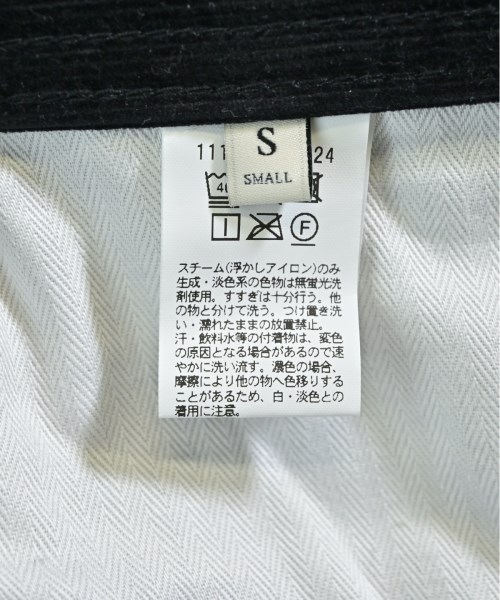 S
SMALL
111
24
40
F
スチーム(浮かしアイロン)のみ
生成・淡色系の色物は無蛍光洗
剤使用。すすぎは十分行う。他
の物と分けて洗う。つけ置き洗
い・濡れたままの放置禁止。
汗・飲料水等の付着物は、変色
の原因となる場合があるので速
やかに洗い流す。濃色の場合、
摩擦により他の物へ色移りする
ことがあるため、白・淡色との
着用に注意。